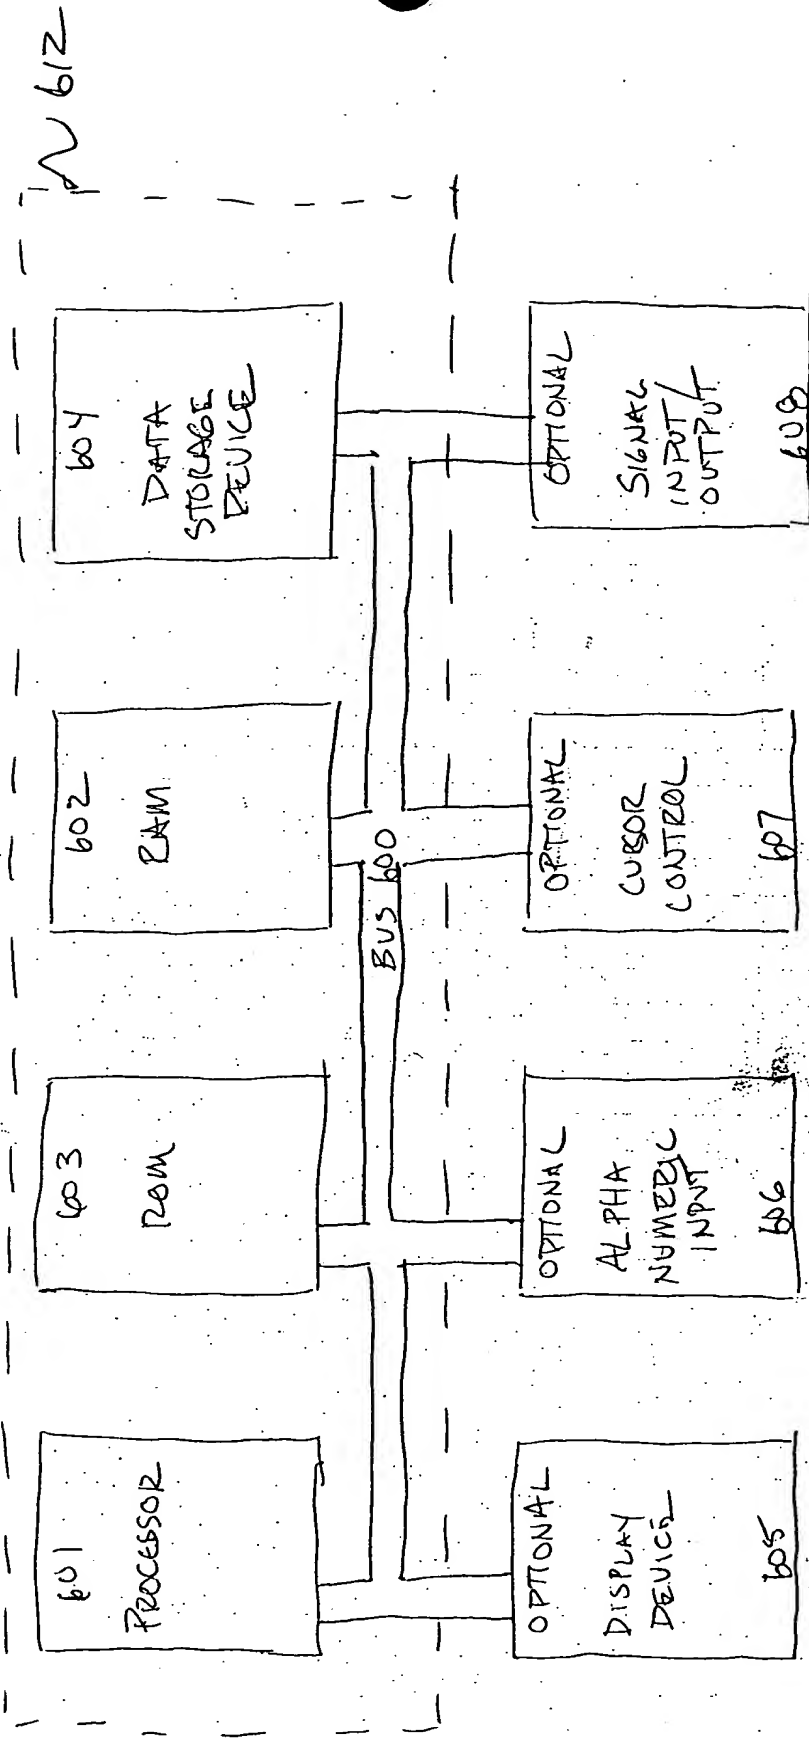 612
601
PROCESSOR
603
ROM
602
RAM
604
DATA
STORAGE
DEVICE
BUS 600
OPTIONAL
DISPLAY
DEVICE
605
OPTIONAL
ALPHA
NUMERIC
INPUT
606
OPTIONAL
CURSOR
CONTROL
607
OPTIONAL
SIGNAL
INPUT/
OUTPUT
608